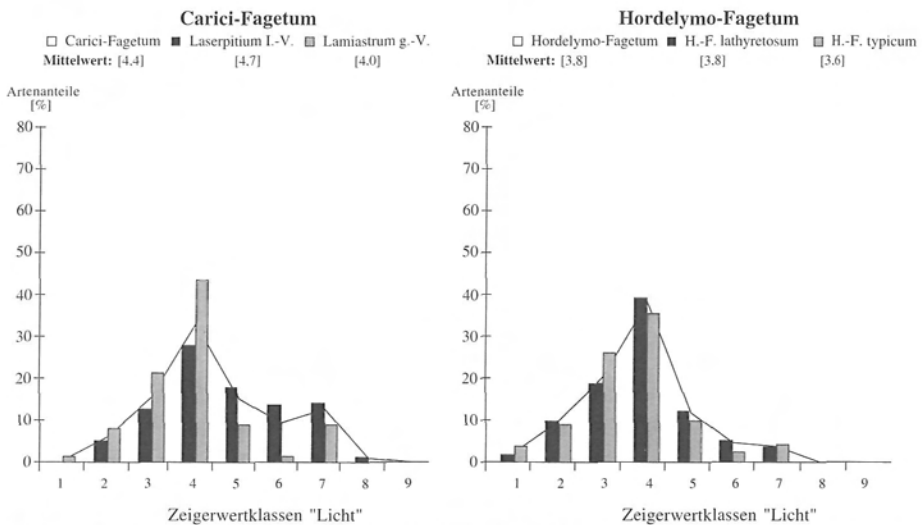 Carici-Fagetum
Carici-Fagetum Laserpitium l.-V. Lamiastrum g.-V.
Mittelwert: [4.4] [4.7] [4.0]
Artenanteile
[%]
80
70
60
50
40
30
20
10
0
1 2 3 4 5 6 7 8 9
Zeigerwertklassen "Licht"
Hordelymo-Fagetum
Hordelymo-Fagetum H.-F. lathyretosum H.-F. typicum
Mittelwert: [3.8] [3.8] [3.6]
Artenanteile
[%]
80
70
60
50
40
30
20
10
0
1 2 3 4 5 6 7 8 9
Zeigerwertklassen "Licht"